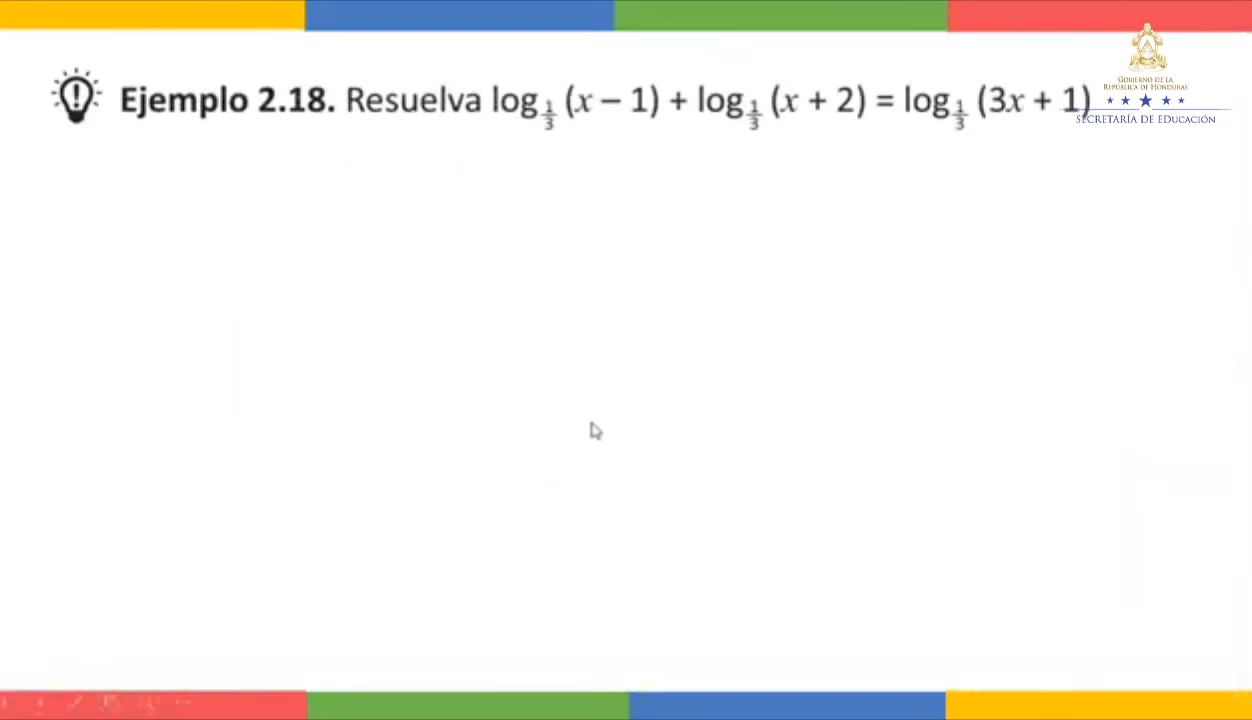 Ejemplo 2.18. Resuelva log_{1/3} (x – 1) + log_{1/3} (x + 2) = log_{1/3} (3x + 1)
GOBIERNO DE LA
REPÚBLICA DE HONDURAS
SECRETARÍA DE EDUCACIÓN